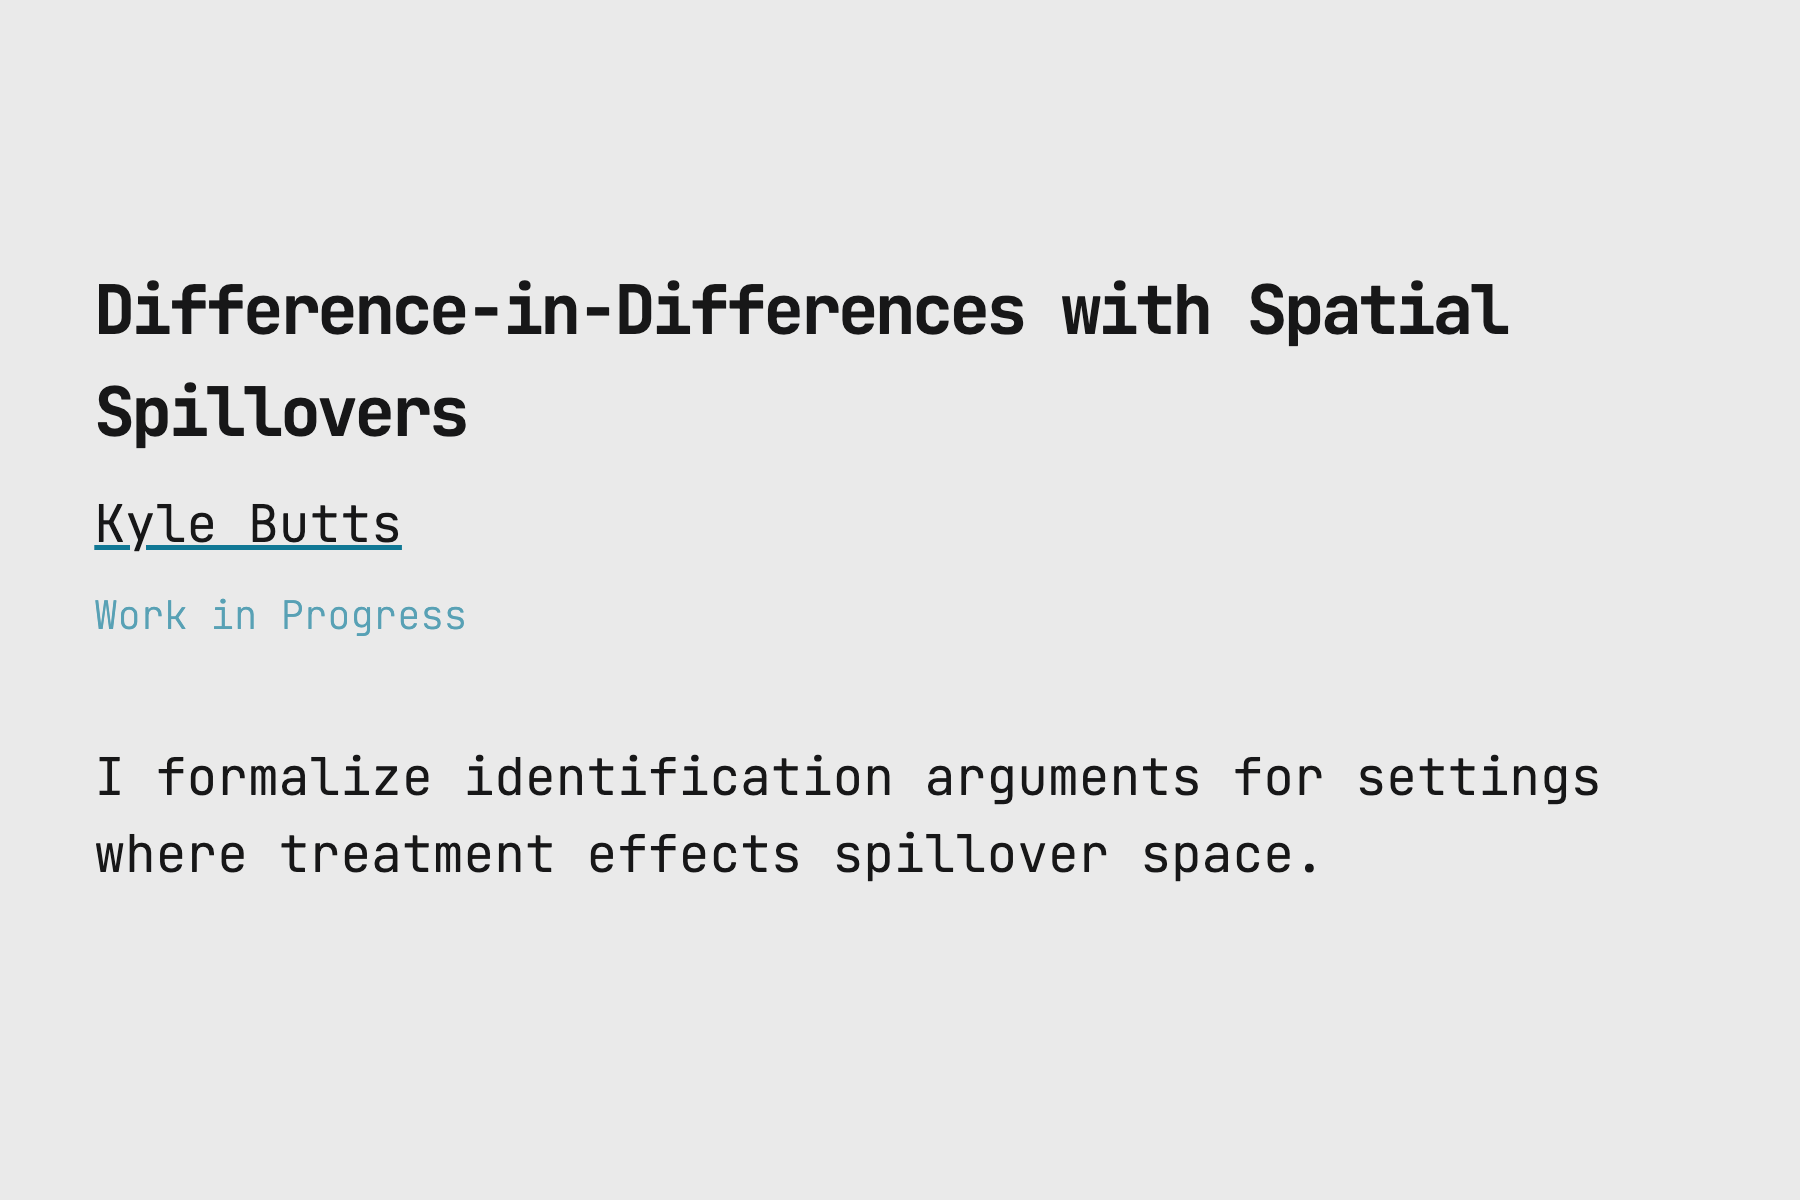 Difference-in-Differences with Spatial
Spillovers
Kyle Butts
Work in Progress
I formalize identification arguments for settings
where treatment effects spillover space.